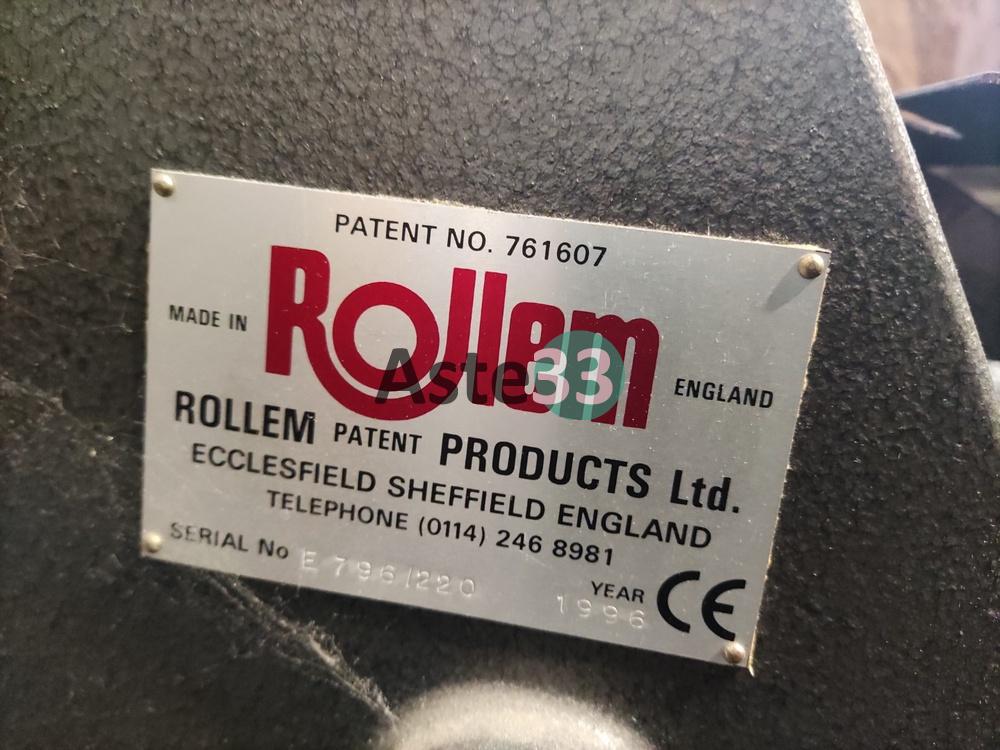 PATENT NO. 761607
MADE IN Rollem ENGLAND
Aste33
ROLLEM PATENT PRODUCTS Ltd.
ECCLESFIELD SHEFFIELD ENGLAND
TELEPHONE (0114) 246 8981
SERIAL No E 796/220
YEAR 1996 CE